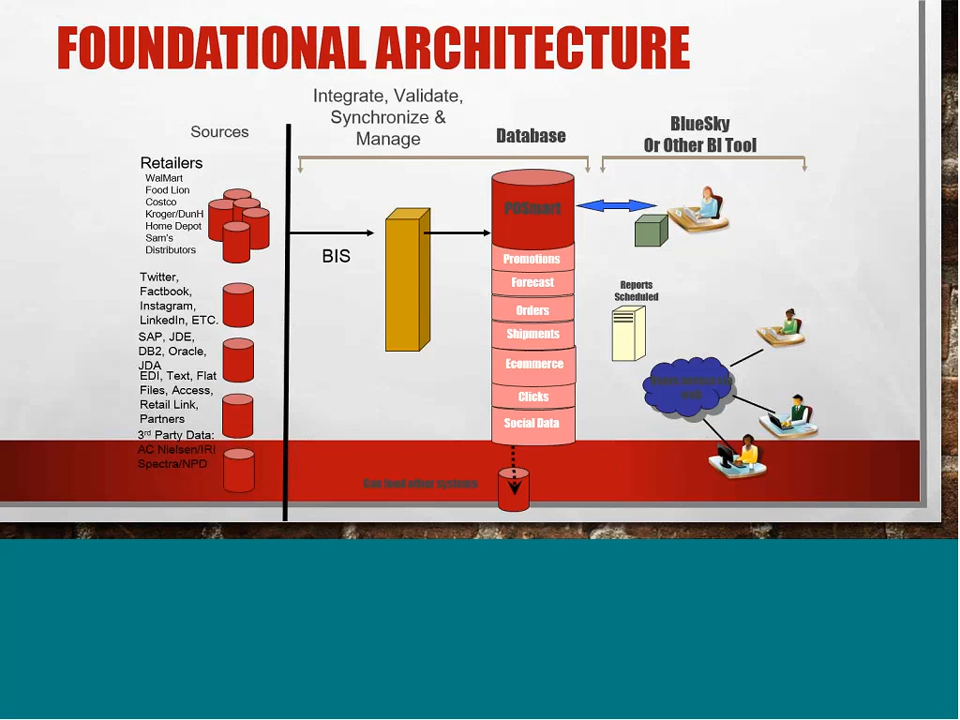 FOUNDATIONAL ARCHITECTURE
Sources
Integrate, Validate,
Synchronize &
Manage
Database
BlueSky
Or Other BI Tool
Retailers
WalMart
Food Lion
Costco
Kroger/DunH
Home Depot
Sam's
Distributors
BIS
Twitter,
Factbook,
Instagram,
LinkedIn, ETC.
SAP, JDE,
DB2, Oracle,
JDA
EDI, Text, Flat
Files, Access,
Retail Link,
Partners
3rd Party Data:
AC Nielsen/IRI
Spectra/NPD
POSmart
Promotions
Forecast
Orders
Shipments
Ecommerce
Clicks
Social Data
Can feed other systems
Reports
Scheduled
web